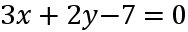 3x + 2y−7 = 0